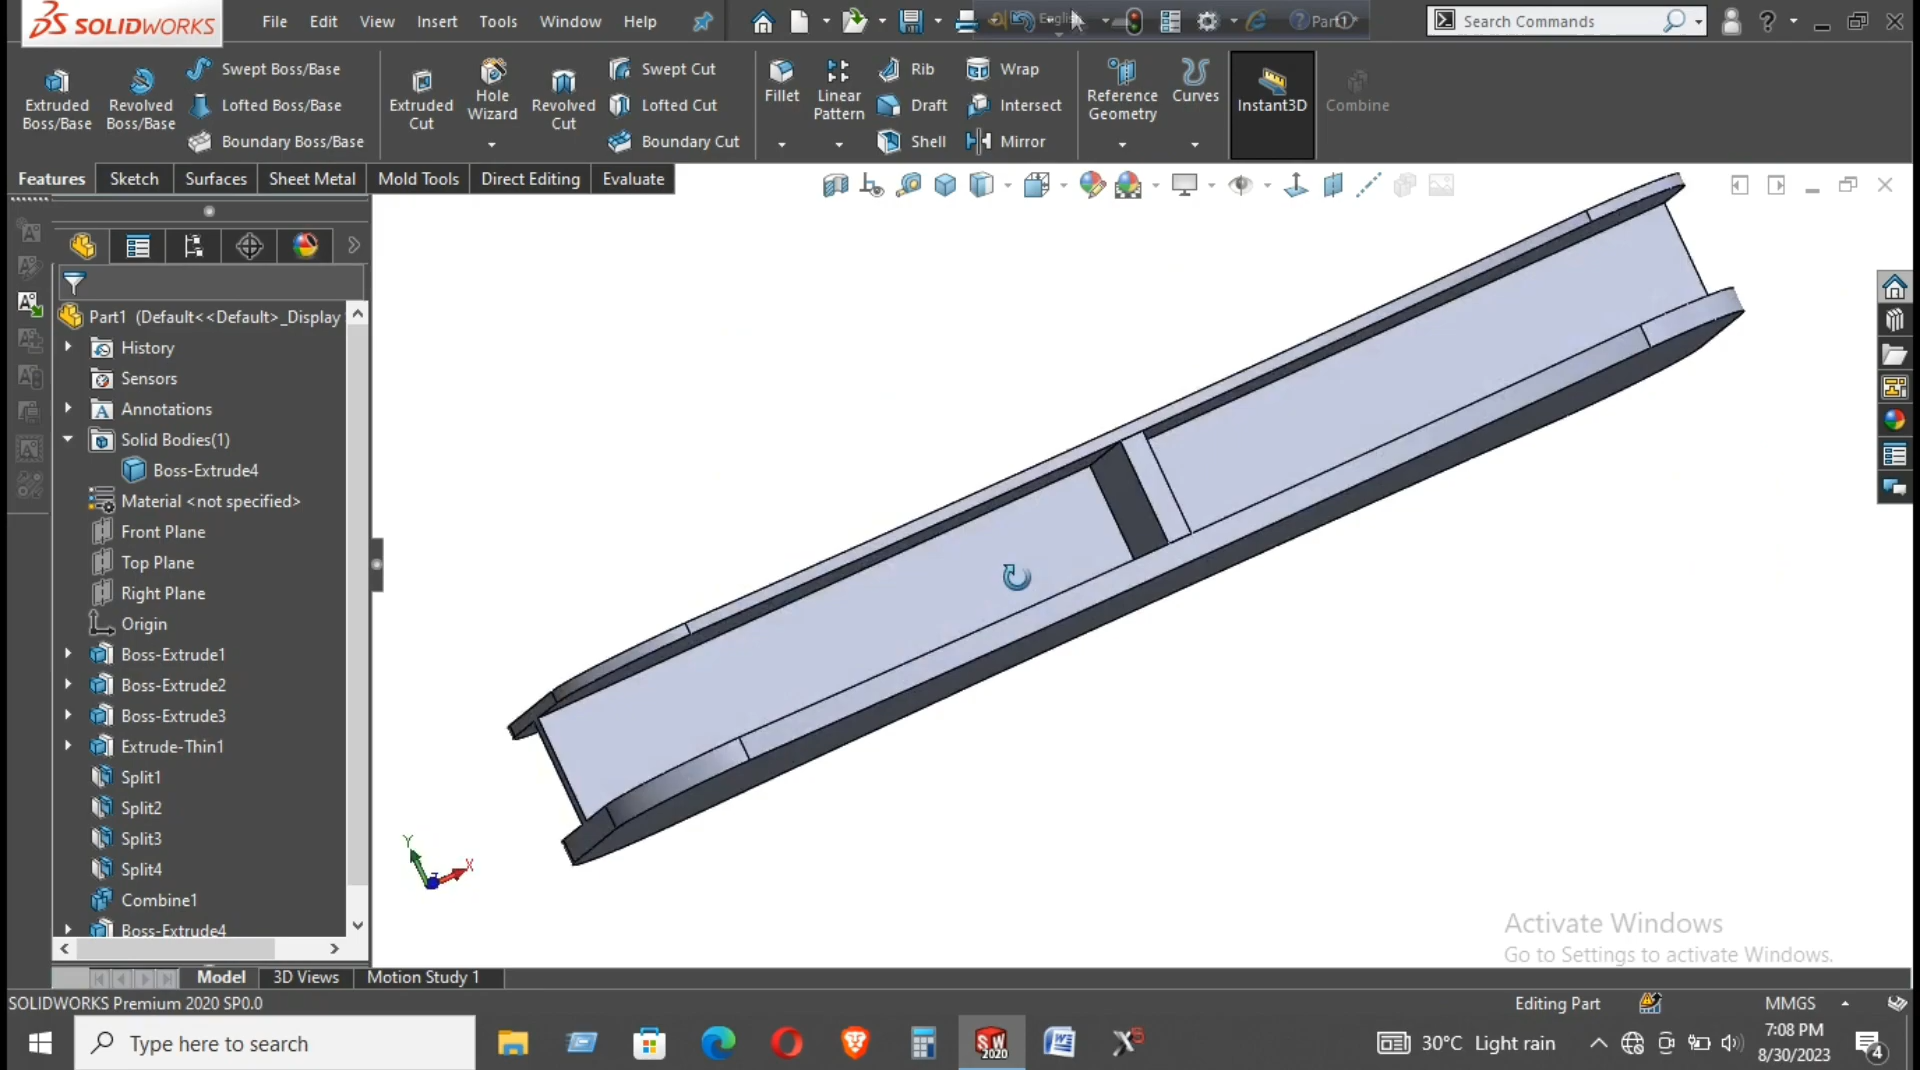 SOLIDWORKS
File Edit View Insert Tools Window Help
Part1
Search Commands
Extruded Boss/Base
Revolved Boss/Base
Swept Boss/Base
Lofted Boss/Base
Boundary Boss/Base
Extruded Cut
Hole Wizard
Revolved Cut
Swept Cut
Lofted Cut
Boundary Cut
Fillet
Linear Pattern
Rib
Draft
Shell
Wrap
Intersect
Mirror
Reference Geometry
Curves
Instant3D
Combine
Features Sketch Surfaces Sheet Metal Mold Tools Direct Editing Evaluate
Part1 (Default<<Default>_Display
History
Sensors
Annotations
Solid Bodies(1)
Boss-Extrude4
Material <not specified>
Front Plane
Top Plane
Right Plane
Origin
Boss-Extrude1
Boss-Extrude2
Boss-Extrude3
Extrude-Thin1
Split1
Split2
Split3
Split4
Combine1
Boss-Extrude4
Y
X
Activate Windows
Go to Settings to activate Windows.
Model 3D Views Motion Study 1
SOLIDWORKS Premium 2020 SP0.0
Editing Part
MMGS
Type here to search
SW 2020
30°C Light rain
7:08 PM
8/30/2023
4